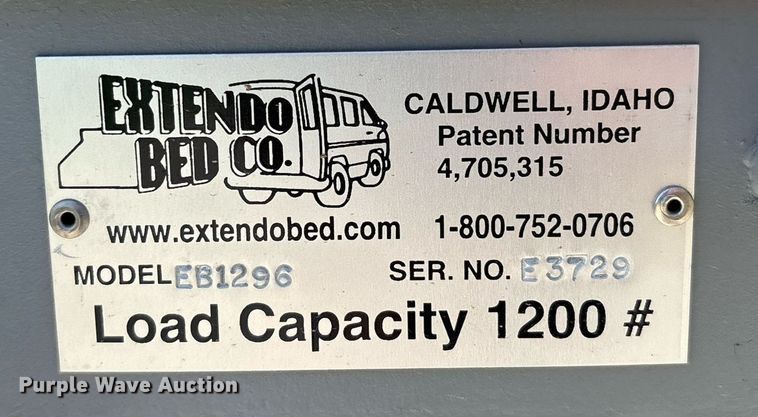 EXTENDO
BED CO.
CALDWELL, IDAHO
Patent Number
4,705,315
www.extendobed.com 1-800-752-0706
MODEL EB1296 SER. NO. E3729
Load Capacity 1200 #
Purple Wave Auction